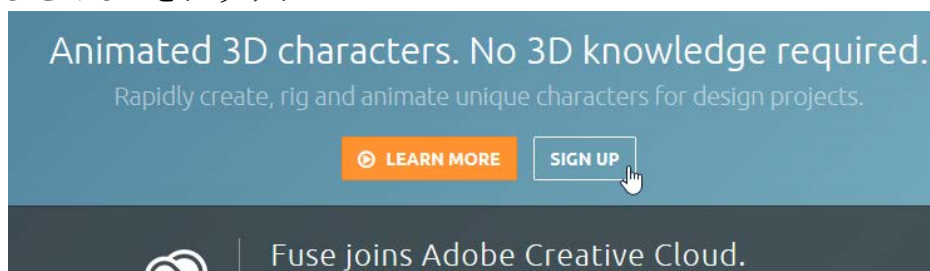 Animated 3D characters. No 3D knowledge required.
Rapidly create, rig and animate unique characters for design projects.
LEARN MORE
SIGN UP
Fuse joins Adobe Creative Cloud.